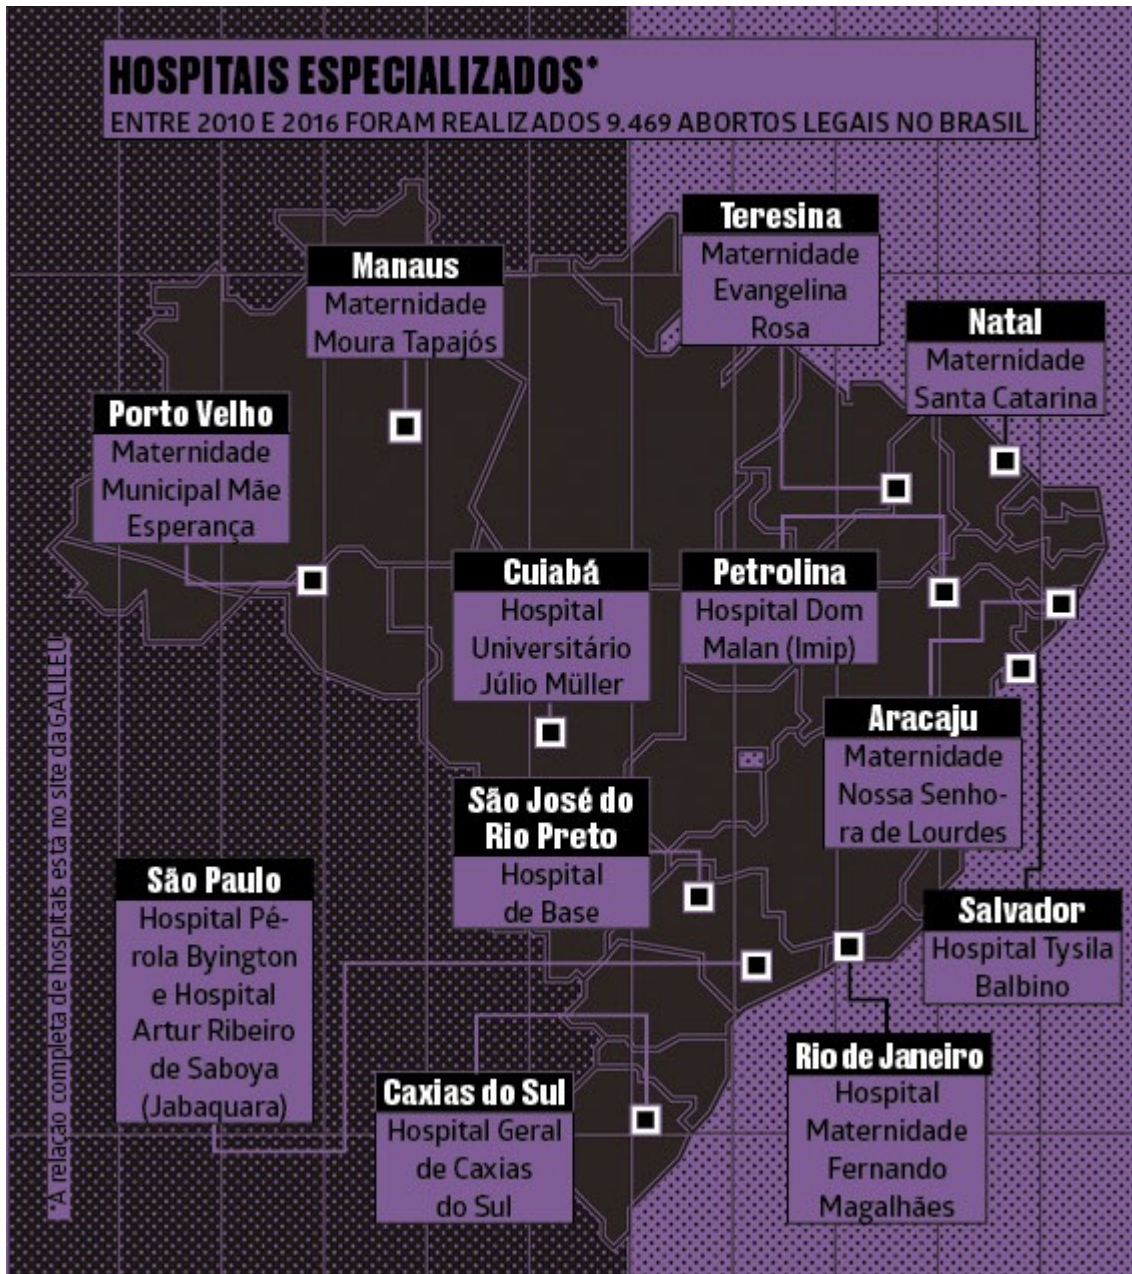 HOSPITAIS ESPECIALIZADOS*
ENTRE 2010 E 2016 FORAM REALIZADOS 9.469 ABORTOS LEGAIS NO BRASIL
Teresina
Maternidade
Evangelina
Rosa
Manaus
Maternidade
Moura Tapajós
Natal
Maternidade
Santa Catarina
Porto Velho
Maternidade
Municipal Mãe
Esperança
Cuiabá
Hospital
Universitário
Júlio Müller
Petrolina
Hospital Dom
Malan (Imip)
Aracaju
Maternidade
Nossa Senho-
ra de Lourdes
São José do
Rio Preto
Hospital
de Base
São Paulo
Hospital Pé-
rola Byington
e Hospital
Artur Ribeiro
de Saboya
(Jabaquara)
Salvador
Hospital Tysila
Balbino
Rio de Janeiro
Hospital
Maternidade
Fernando
Magalhães
Caxias do Sul
Hospital Geral
de Caxias
do Sul
*A relacao completa de hospitais esta no site da GALILEU